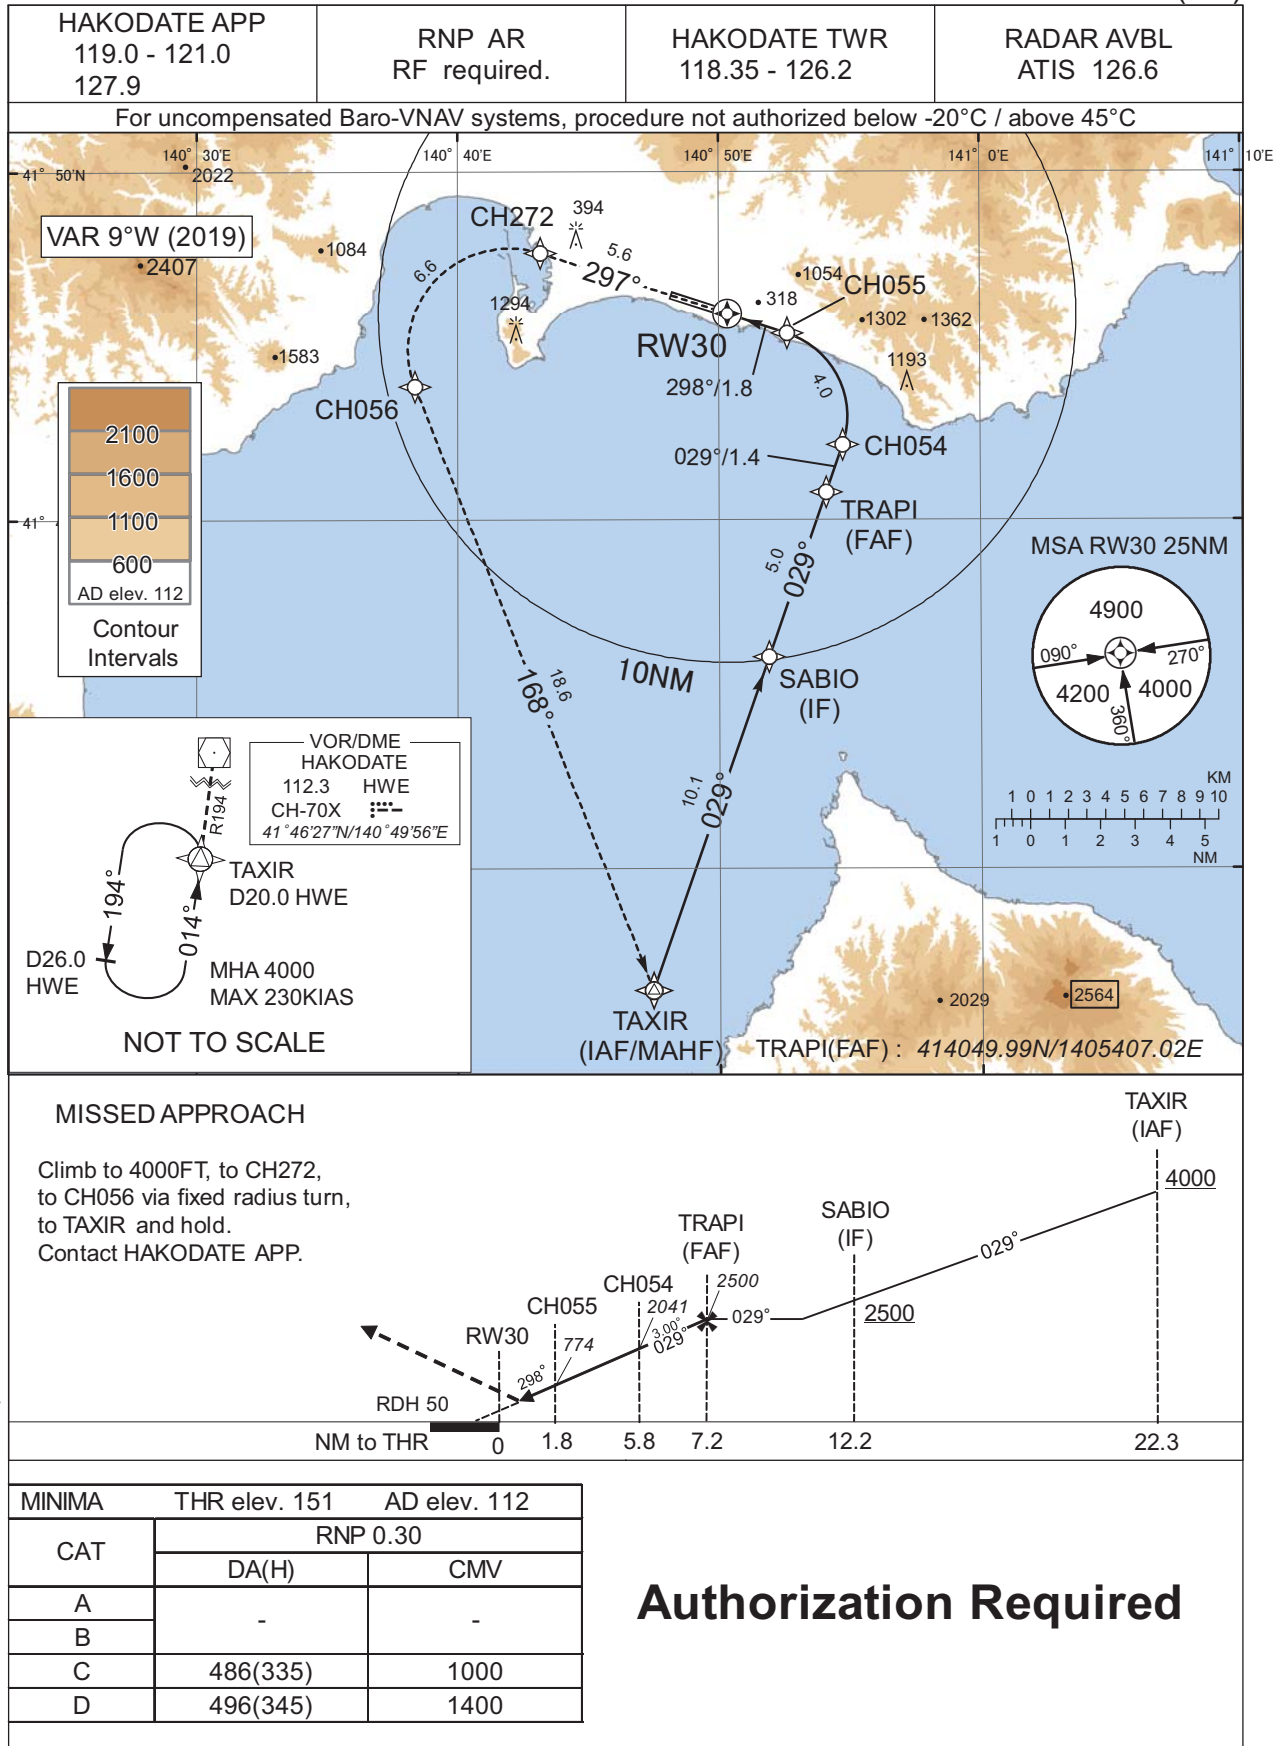 HAKODATE APP
119.0 - 121.0
127.9
RNP AR
RF required.
HAKODATE TWR
118.35 - 126.2
RADAR AVBL
ATIS 126.6
For uncompensated Baro-VNAV systems, procedure not authorized below -20°C / above 45°C
140° 30'E
140° 40'E
140° 50'E
141° 0'E
141° 10'E
41° 50'N
2022
VAR 9°W (2019)
2407
1084
1583
CH272
394
5.6
297°
6.6
1294
1054
318
CH055
1302
1362
1193
RW30
298°/1.8
4.0
CH056
CH054
029°/1.4
TRAPI
(FAF)
41°
2100
1600
1100
600
AD elev. 112
Contour
Intervals
5.0
029°
MSA RW30 25NM
4900
090°
270°
4200
4000
360°
10NM
SABIO
(IF)
18.6
168°
10.1
029°
VOR/DME
HAKODATE
112.3 HWE
CH-70X
41°46'27"N/140°49'56"E
R194
TAXIR
D20.0 HWE
194°
014°
D26.0
HWE
MHA 4000
MAX 230KIAS
NOT TO SCALE
KM
1 0 1 2 3 4 5 6 7 8 9 10
1 0 1 2 3 4 5
NM
2029
2564
TAXIR
(IAF/MAHF)
TRAPI(FAF) : 414049.99N/1405407.02E
MISSED APPROACH
Climb to 4000FT, to CH272,
to CH056 via fixed radius turn,
to TAXIR and hold.
Contact HAKODATE APP.
TAXIR
(IAF)
4000
SABIO
(IF)
029°
2500
TRAPI
(FAF)
2500
029°
CH054
2041
3.00°
029°
CH055
774
RW30
298°
RDH 50
NM to THR
0
1.8
5.8
7.2
12.2
22.3
MINIMA THR elev. 151 AD elev. 112
CAT
RNP 0.30
DA(H)
CMV
A
B
-
-
C 486(335) 1000
D 496(345) 1400
Authorization Required